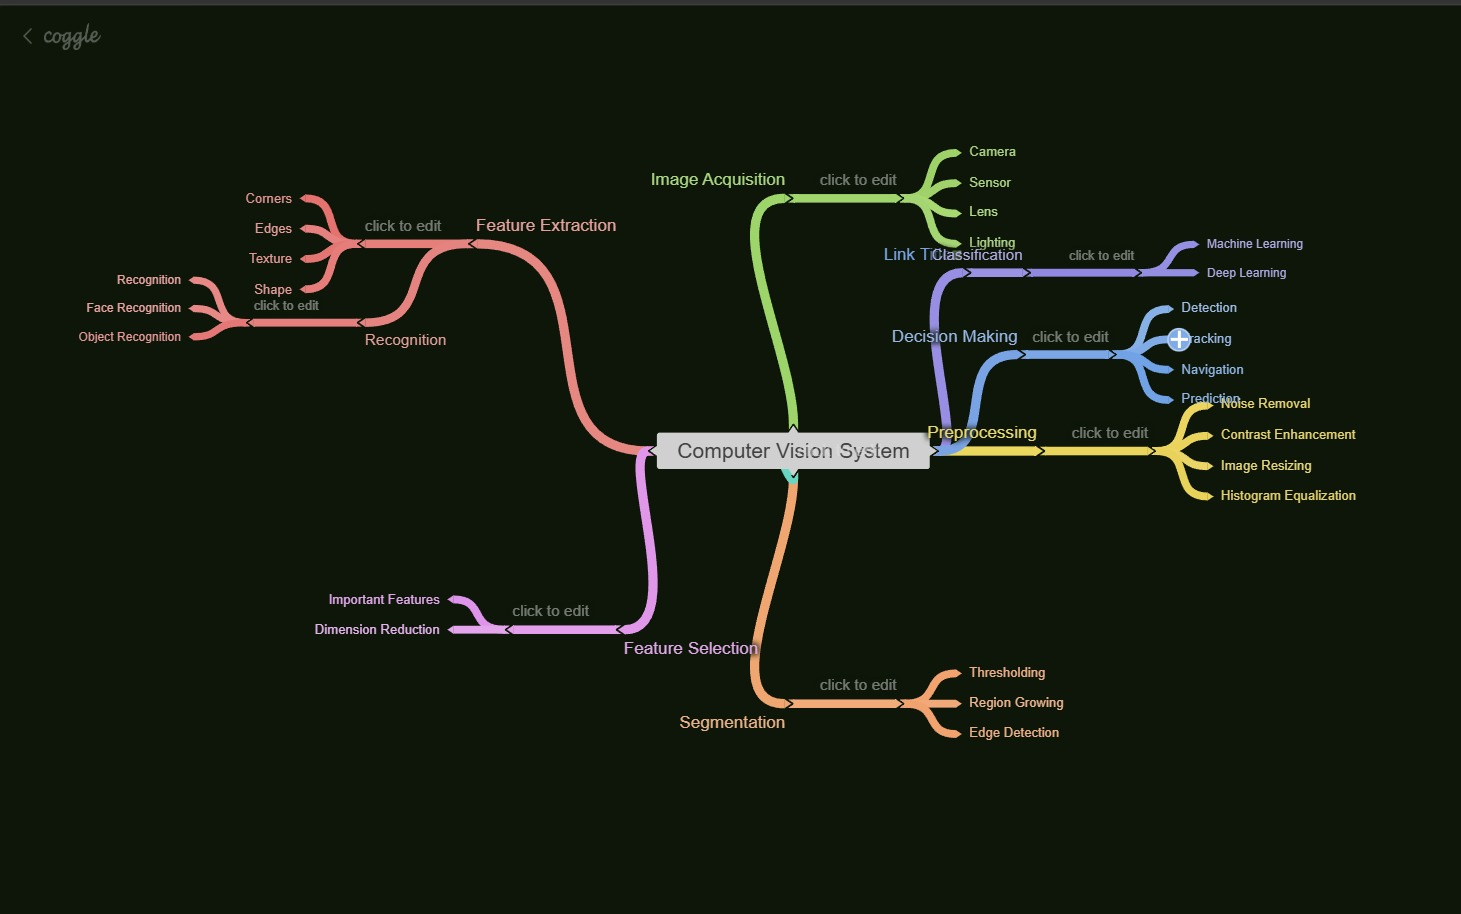 coggle
Computer Vision System
Image Acquisition
click to edit
Camera
Sensor
Lens
Lighting
Link
Classification
click to edit
Machine Learning
Deep Learning
Decision Making
click to edit
Detection
racking
Navigation
Prediction
Preprocessing
click to edit
Noise Removal
Contrast Enhancement
Image Resizing
Histogram Equalization
Segmentation
click to edit
Thresholding
Region Growing
Edge Detection
Feature Extraction
click to edit
Corners
Edges
Texture
Shape
Recognition
click to edit
Recognition
Face Recognition
Object Recognition
Feature Selection
click to edit
Important Features
Dimension Reduction